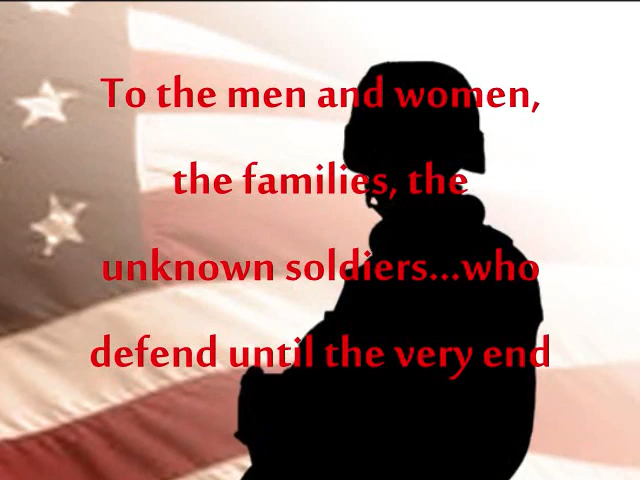 To the men and women,
the families, the
unknown soldiers...who
defend until the very end